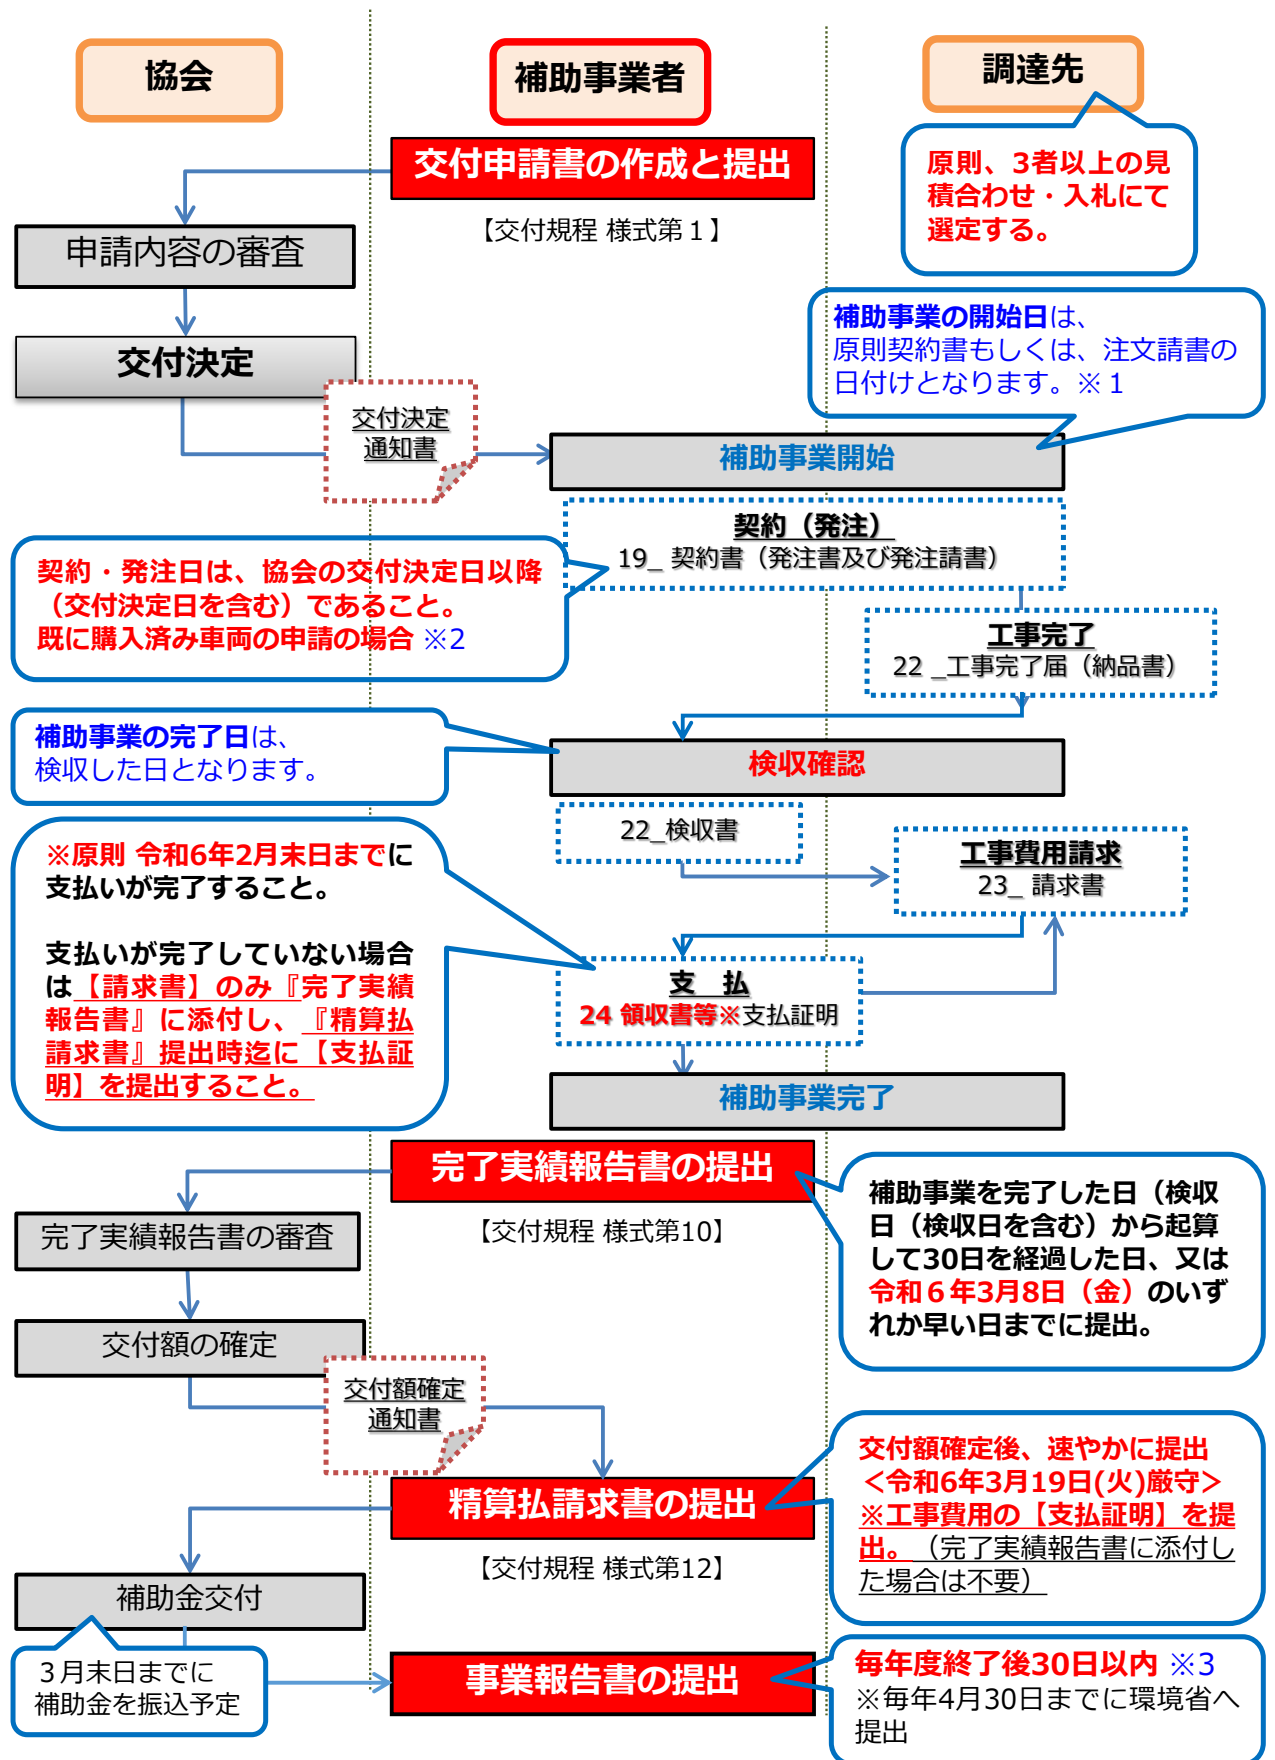 協会
補助事業者
調達先
交付申請書の作成と提出
【交付規程 様式第１】
原則、3者以上の見
積合わせ・入札にて
選定する。
申請内容の審査
補助事業の開始日は、
原則契約書もしくは、注文請書の
日付けとなります。※１
交付決定
交付決定
通知書
補助事業開始
契約（発注）
19_ 契約書（発注書及び発注請書）
契約・発注日は、協会の交付決定日以降
（交付決定日を含む）であること。
既に購入済み車両の申請の場合 ※2
工事完了
22 _工事完了届（納品書）
補助事業の完了日は、
検収した日となります。
検収確認
22_検収書
工事費用請求
23_ 請求書
※原則 令和6年2月末日までに
支払いが完了すること。
支払いが完了していない場合
は【請求書】のみ『完了実績
報告書』に添付し、『精算払
請求書』提出時迄に【支払証
明】を提出すること。
支　払
24 領収書等※支払証明
補助事業完了
完了実績報告書の提出
【交付規程 様式第10】
補助事業を完了した日（検収
日（検収日を含む）から起算
して30日を経過した日、又は
令和６年3月8日（金）のいず
れか早い日までに提出。
完了実績報告書の審査
交付額の確定
交付額確定
通知書
精算払請求書の提出
【交付規程 様式第12】
交付額確定後、速やかに提出
＜令和6年3月19日(火)厳守＞
※工事費用の【支払証明】を提
出。（完了実績報告書に添付し
た場合は不要）
補助金交付
３月末日までに
補助金を振込予定
事業報告書の提出
毎年度終了後30日以内 ※3
※毎年4月30日までに環境省へ
提出